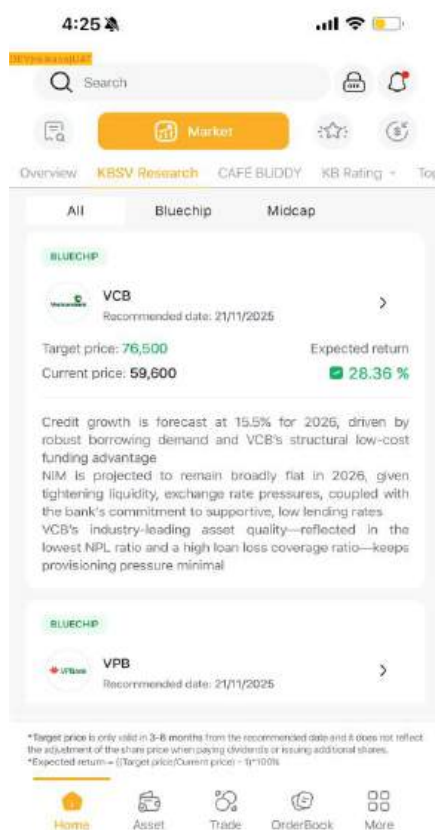 4:25
Search
Market
Overview KBSV Research CAFÉ BUDDY KB Rating Top
All Bluechip Midcap
BLUECHIP
VCB
Recommended date: 21/11/2025
Target price: 76,500 Expected return
Current price: 59,600 28.36 %
Credit growth is forecast at 15.5% for 2026, driven by
robust borrowing demand and VCB's structural low-cost
funding advantage
NIM is projected to remain broadly flat in 2026, given
tightening liquidity, exchange rate pressures, coupled with
the bank's commitment to supportive, low lending rates
VCB's industry-leading asset quality—reflected in the
lowest NPL ratio and a high loan loss coverage ratio—keeps
provisioning pressure minimal
BLUECHIP
VPBank
VPB
Recommended date: 21/11/2025
*Target price is only valid in 3-6 months from the recommended date and it does not reflect
the adjustment of the share price when paying dividends or issuing additional shares.
*Expected return = ((Target price/Current price) - 1)*100%
Home Asset Trade OrderBook More